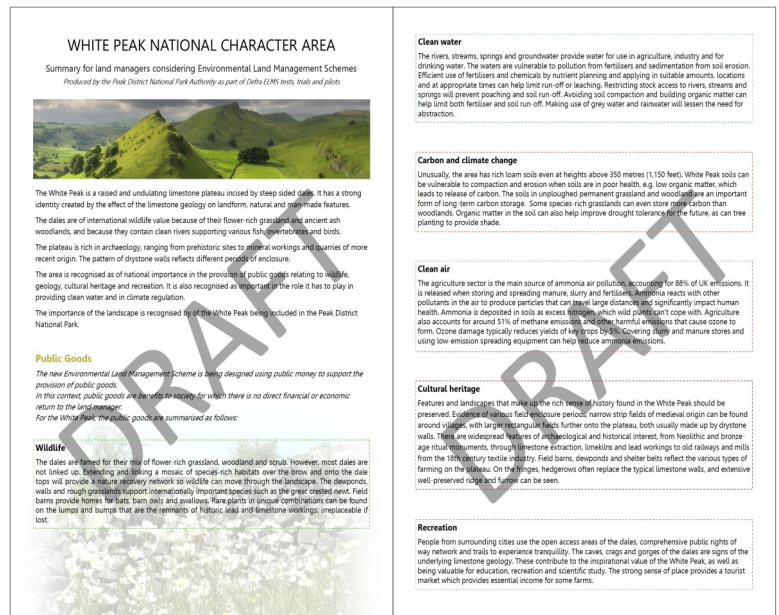 WHITE PEAK NATIONAL CHARACTER AREA
Summary for land managers considering Environmental Land Management Schemes
Produced by the Peak District National Park Authority as part of Defra ELMS tests, trials and pilots
The White Peak is a raised and undulating limestone plateau incised by steep sided dales. It has a strong
identity created by the effect of the limestone geology on landform, natural and man-made features.
The dales are of international wildlife value because of their flower-rich grassland and ancient ash
woodlands, and because they contain clean rivers supporting various fish, invertebrates and birds.
The plateau is rich in archaeology, ranging from prehistoric sites to mineral workings and quarries of more
recent origin. The pattern of drystone walls reflects different periods of enclosure.
The area is recognised as of national importance in the provision of public goods relating to wildlife,
geology, cultural heritage and recreation. It is also recognised as important in the role it has to play in
providing clean water and in climate regulation.
The importance of the landscape is recognised by of the White Peak being included in the Peak District
National Park.
Public Goods
The new Environmental Land Management Scheme is being designed using public money to support the
provision of public goods.
In this context, public goods are benefits to society for which there is no direct financial or economic
return to the land manager.
For the White Peak, the public goods are summarised as follows:
Wildlife
The dales are famed for their mix of flower-rich grassland, woodland and scrub. However, most dales are
not linked up. Extending and linking a mosaic of species-rich habitats over the brow and onto the dale
tops will provide a nature recovery network so wildlife can move through the landscape. The dewponds,
walls and rough grasslands support internationally important species such as the great crested newt. Field
barns provide homes for bats, barn owls and swallows. Rare plants in unique combinations can be found
on the lumps and bumps that are the remnants of historic lead and limestone workings; irreplaceable if
lost.
DRAFT
Clean water
The rivers, streams, springs and groundwater provide water for use in agriculture, industry and for
drinking water. The waters are vulnerable to pollution from fertilisers and sedimentation from soil erosion.
Efficient use of fertilisers and chemicals by nutrient planning and applying in suitable amounts, locations
and at appropriate times can help limit run-off or leaching. Restricting stock access to rivers, streams and
springs will prevent poaching and soil run-off. Avoiding soil compaction and building organic matter can
help limit both fertiliser and soil run-off. Making use of grey water and rainwater will lessen the need for
abstraction.
Carbon and climate change
Unusually, the area has rich loam soils even at heights above 350 metres (1,150 feet). White Peak soils can
be vulnerable to compaction and erosion when soils are in poor health, e.g. low organic matter, which
leads to release of carbon. The soils in unploughed permanent grassland and woodland are an important
form of long-term carbon storage. Some species-rich grasslands can even store more carbon than
woodlands. Organic matter in the soil can also help improve drought tolerance for the future, as can tree
planting to provide shade.
Clean air
The agriculture sector is the main source of ammonia air pollution, accounting for 88% of UK emissions. It
is released when storing and spreading manure, slurry and fertilisers. Ammonia reacts with other
pollutants in the air to produce particles that can travel large distances and significantly impact human
health. Ammonia is deposited in soils as excess nitrogen, which wild plants can't cope with. Agriculture
also accounts for around 51% of methane emissions and other harmful emissions that cause ozone to
form. Ozone damage typically reduces yields of key crops by 5%. Covering slurry and manure stores and
using low-emission spreading equipment can help reduce ammonia emissions.
Cultural heritage
Features and landscapes that make up the rich sense of history found in the White Peak should be
preserved. Evidence of various field enclosure periods; narrow strip fields of medieval origin can be found
around villages, with larger rectangular fields further onto the plateau, both usually made up by drystone
walls. There are widespread features of archaeological and historical interest, from Neolithic and bronze-
age ritual monuments, through limestone extraction, limekilns and lead workings to old railways and mills
from the 18th century textile industry. Field barns, dewponds and shelter belts reflect the various types of
farming on the plateau. On the fringes, hedgerows often replace the typical limestone walls, and extensive
well-preserved ridge and furrow can be seen.
Recreation
People from surrounding cities use the open access areas of the dales, comprehensive public rights of
way network and trails to experience tranquillity. The caves, crags and gorges of the dales are signs of the
underlying limestone geology. These contribute to the inspirational value of the White Peak, as well as
being valuable for education, recreation and scientific study. The strong sense of place provides a tourist
market which provides essential income for some farms.
DRAFT